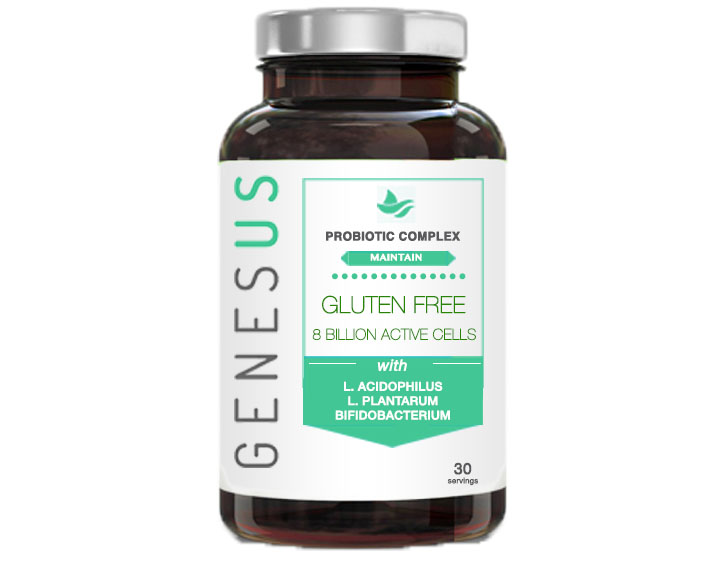 GENESUS
PROBIOTIC COMPLEX
MAINTAIN
GLUTEN FREE
8 BILLION ACTIVE CELLS
with
L. ACIDOPHILUS
L. PLANTARUM
BIFIDOBACTERIUM
30
servings